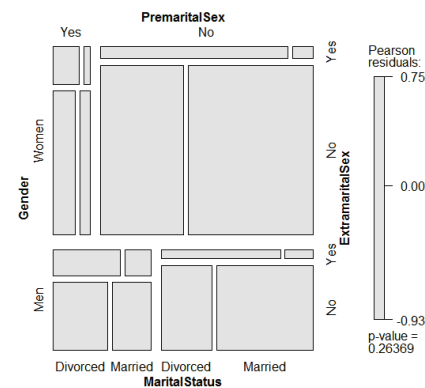 PremaritalSex
Yes
No
Gender
Women
Men
Yes
No
Yes
No
ExtramaritalSex
Divorced Married Divorced Married
MaritalStatus
Pearson
residuals:
0.75
0.00
-0.93
p-value =
0.26369